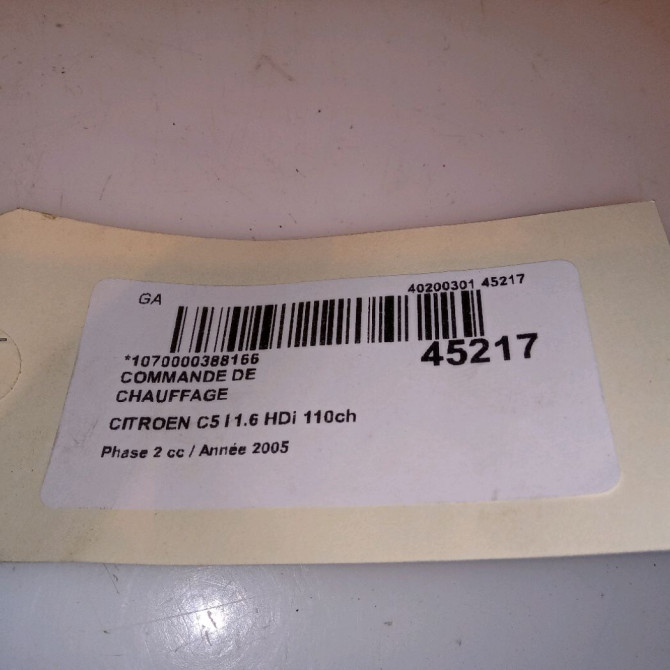 GA
40200301 45217
*1070000388166
45217
COMMANDE DE
CHAUFFAGE
CITROEN C5 I 1.6 HDi 110ch
Phase 2 cc / Année 2005